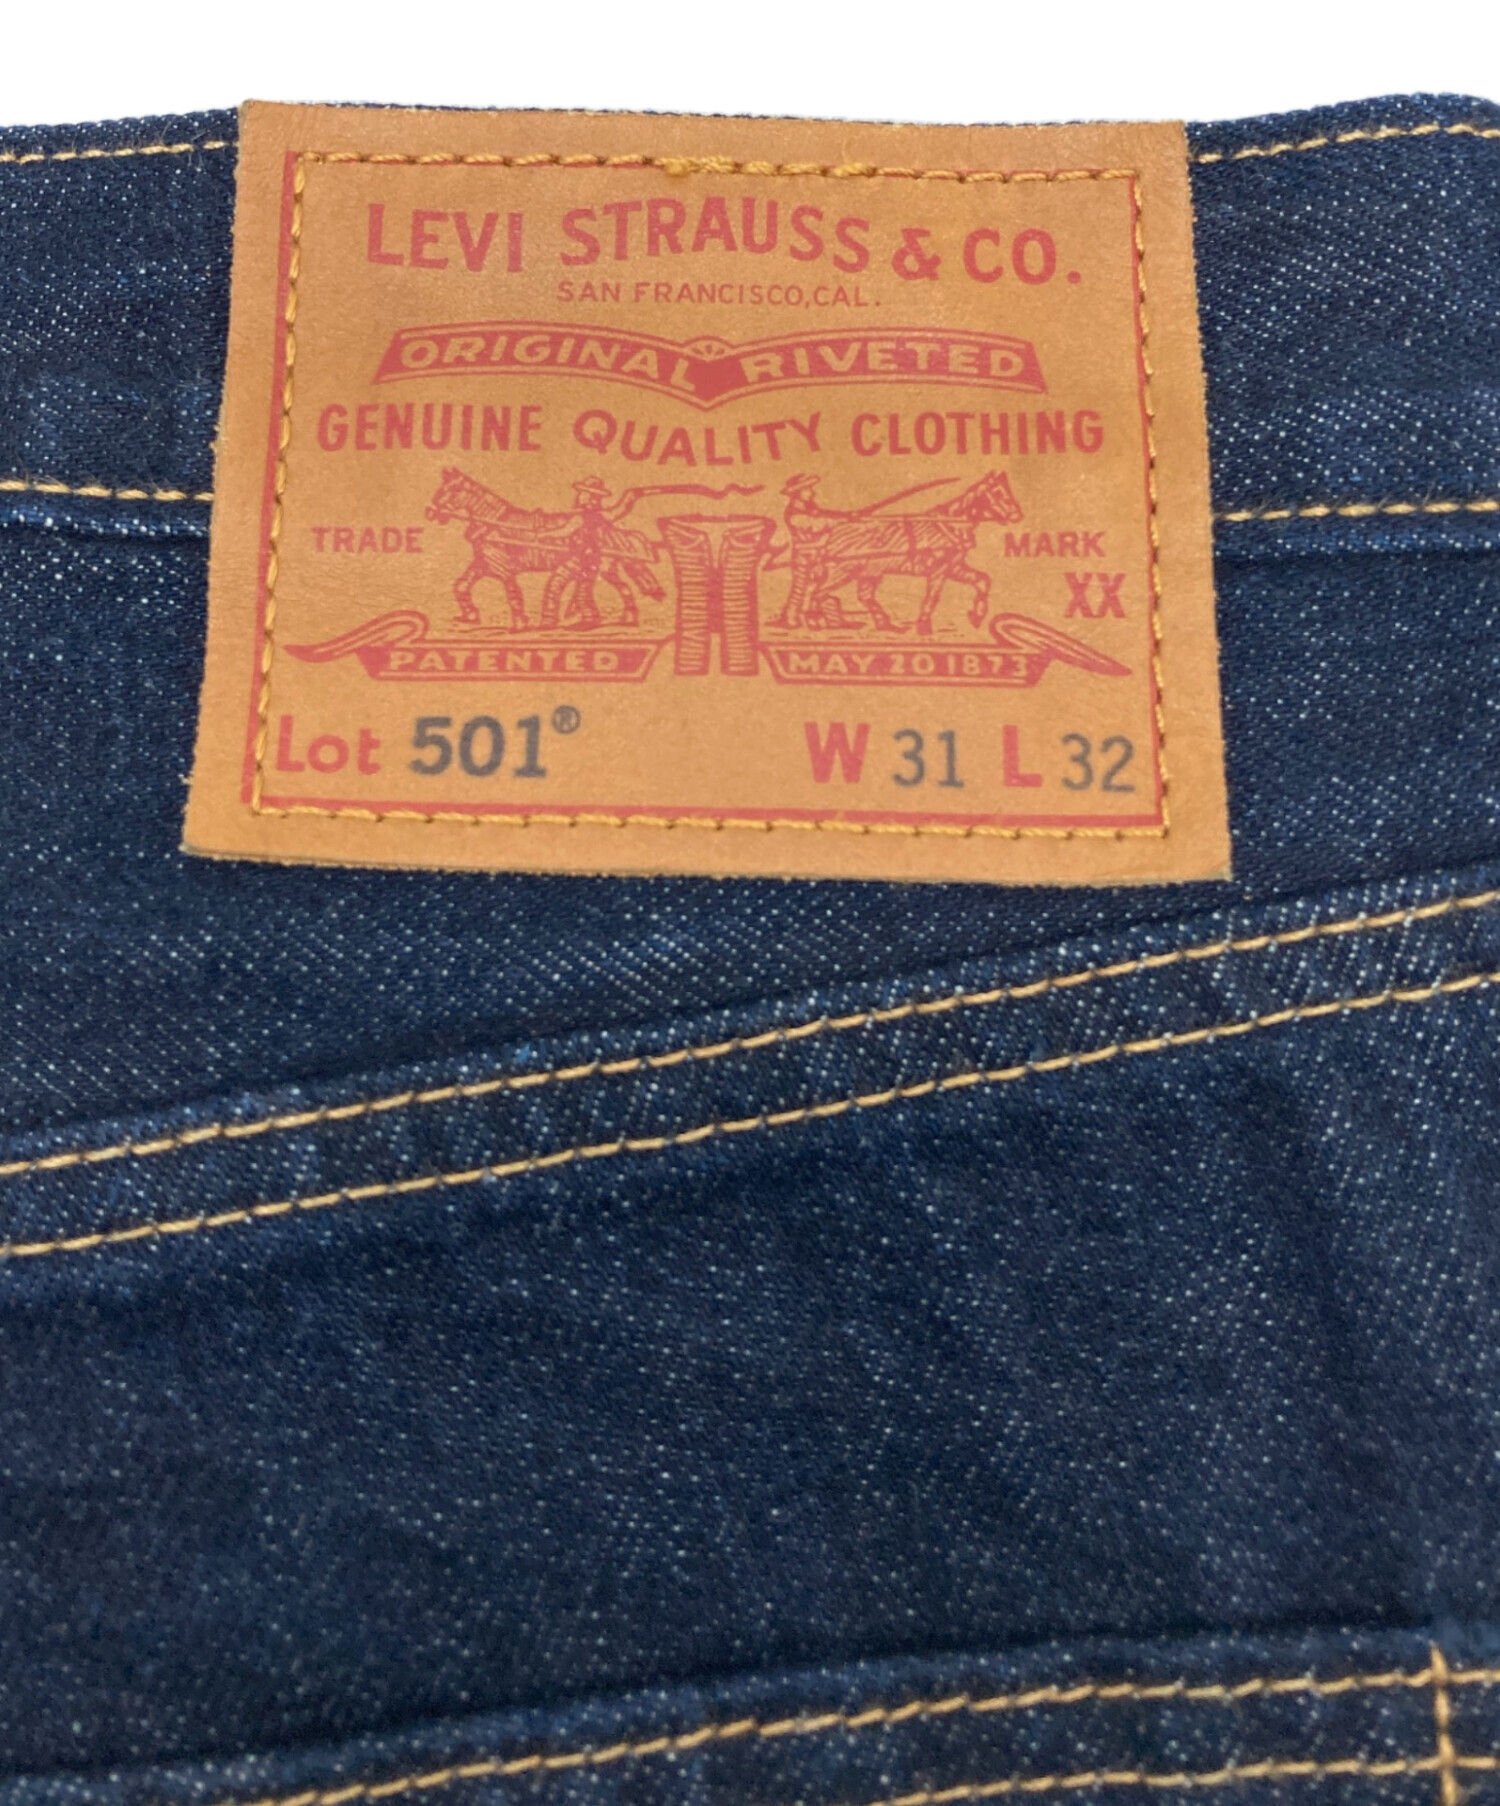 LEVI STRAUSS & CO.
SAN FRANCISCO, CAL.
ORIGINAL RIVETED
GENUINE QUALITY CLOTHING
TRADE MARK
XX
PATENTED MAY 20 1873
Lot 501® W 31 L 32